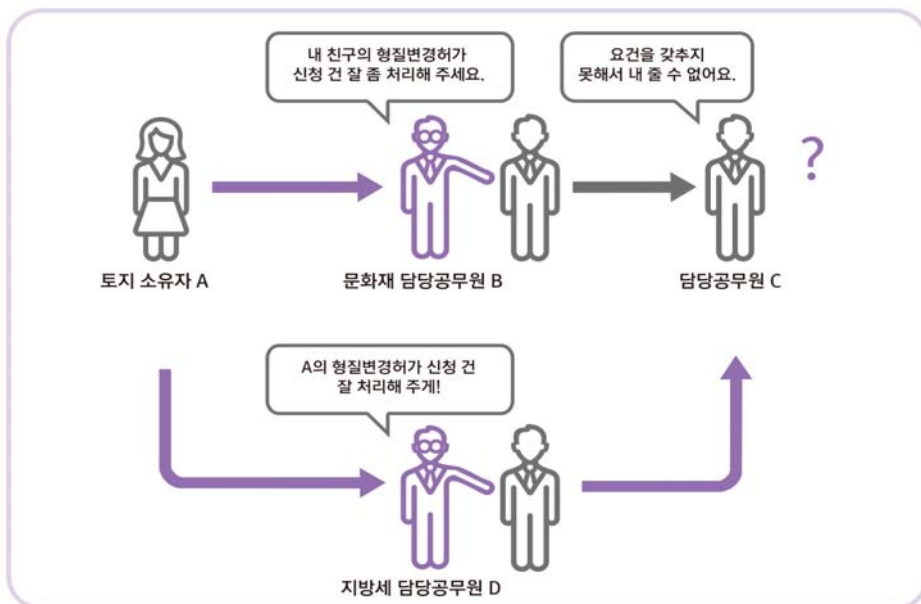 내 친구의 형질변경허가
신청 건 잘 좀 처리해 주세요.
요건을 갖추지
못해서 내 줄 수 없어요.
?
토지 소유자 A
문화재 담당공무원 B
담당공무원 C
A의 형질변경허가 신청 건
잘 처리해 주게!
지방세 담당공무원 D